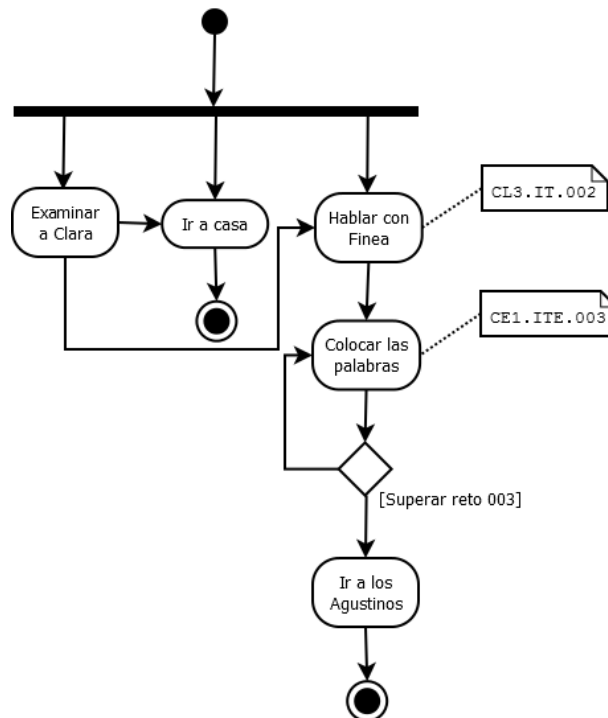 Examinar
a Clara
Ir a casa
Hablar con
Finea
CL3.IT.002
Colocar las
palabras
CE1.ITE.003
[Superar reto 003]
Ir a los
Agustinos